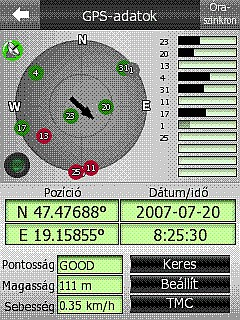 GPS-adatok
Óra-
szinkron
N
W
E
4
31
1
20
23
17
13
25
11
23
20
13
4
31
11
17
1
25
Pozíció
Dátum/idő
N 47.47688°
2007-07-20
E 19.15855°
8:25:30
Pontosság
GOOD
Keres
Magasság
111 m
Beállít
Sebesség
0.35 km/h
TMC